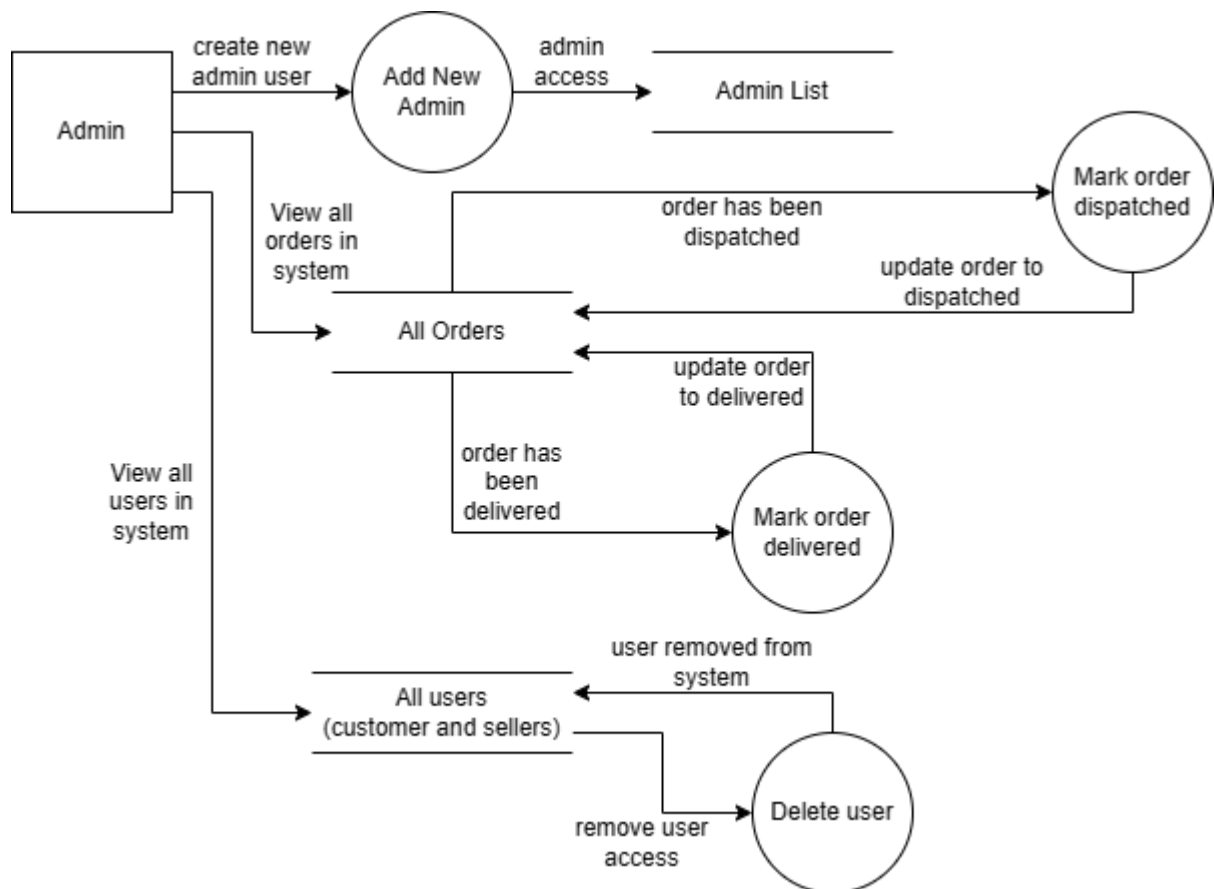 create new
admin user
Add New
Admin
admin
access
Admin List
Admin
Mark order
dispatched
order has been
dispatched
View all
orders in
system
update order to
dispatched
All Orders
update order
to delivered
order has
been
delivered
View all
users in
system
Mark order
delivered
user removed from
system
All users
(customer and sellers)
Delete user
remove user
access